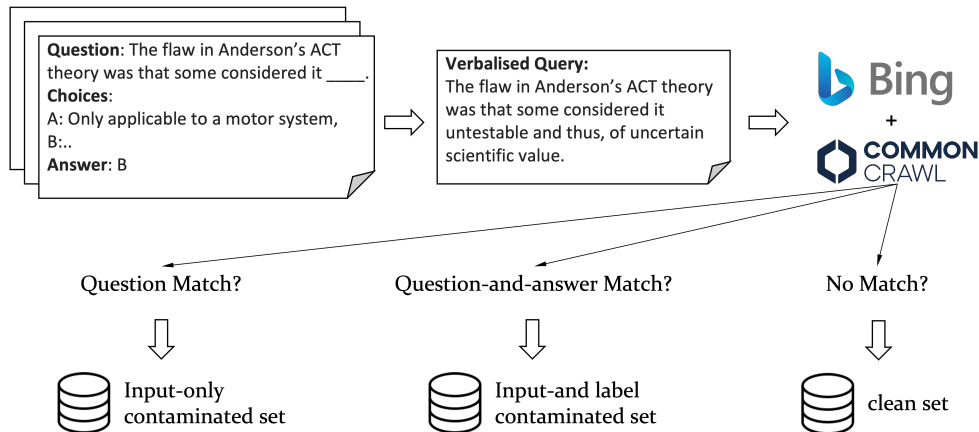 Question: The flaw in Anderson's ACT
theory was that some considered it ____.
Choices:
A: Only applicable to a motor system,
B:..
Answer: B
Verbalised Query:
The flaw in Anderson's ACT theory
was that some considered it
untestable and thus, of uncertain
scientific value.
Bing
+
COMMON
CRAWL
Question Match?
Question-and-answer Match?
No Match?
Input-only
contaminated set
Input-and label
contaminated set
clean set